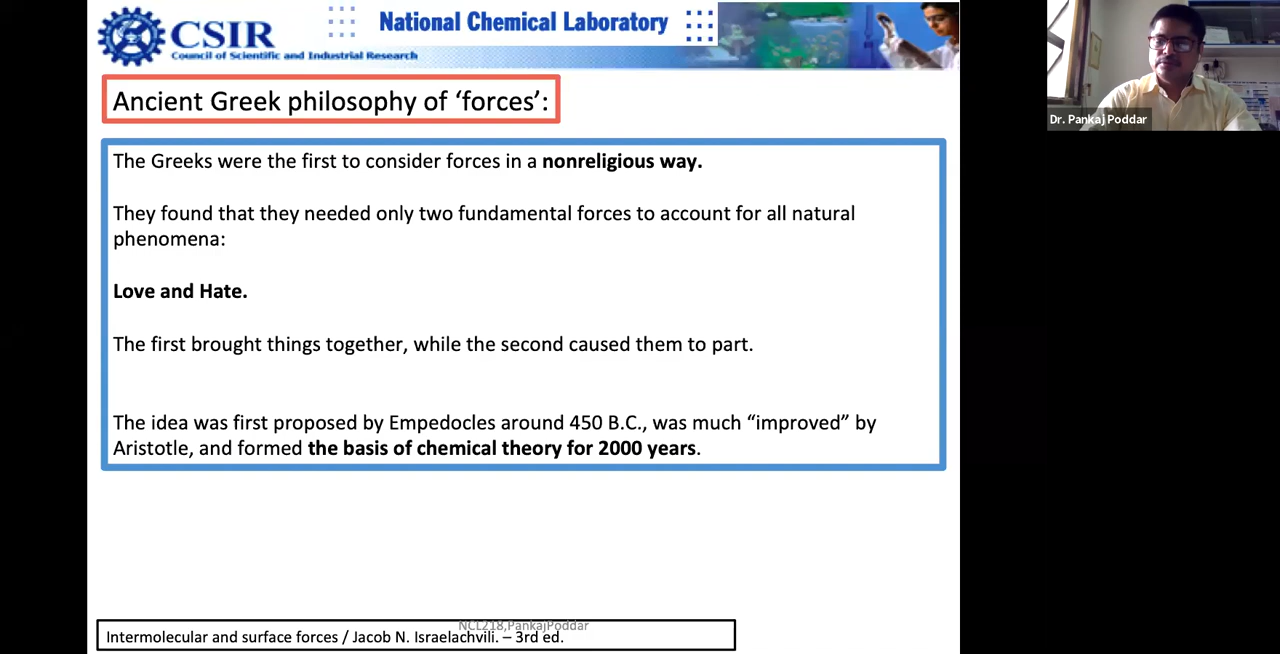 CSIR
Council of Scientific and Industrial Research
National Chemical Laboratory
Dr. Pankaj Poddar
Ancient Greek philosophy of ‘forces’:
The Greeks were the first to consider forces in a nonreligious way.
They found that they needed only two fundamental forces to account for all natural
phenomena:
Love and Hate.
The first brought things together, while the second caused them to part.
The idea was first proposed by Empedocles around 450 B.C., was much “improved” by
Aristotle, and formed the basis of chemical theory for 2000 years.
NCL218,PankajPoddar
Intermolecular and surface forces / Jacob N. Israelachvili. – 3rd ed.